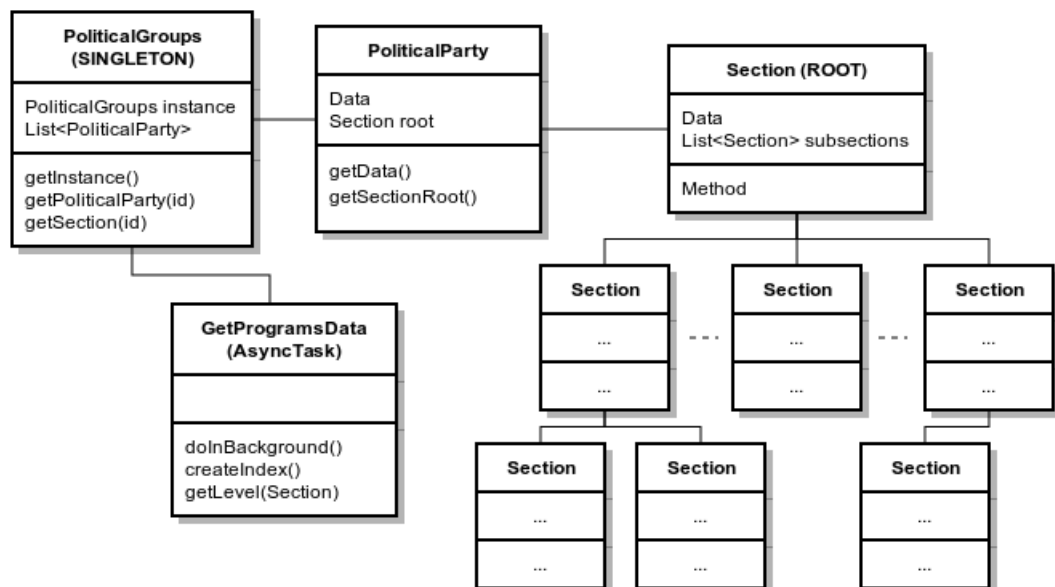 PoliticalGroups
(SINGLETON)
PoliticalGroups instance
List<PoliticalParty>
getInstance()
getPoliticalParty(id)
getSection(id)
PoliticalParty
Data
Section root
getData()
getSectionRoot()
Section (ROOT)
Data
List<Section> subsections
Method
GetProgramsData
(AsyncTask)
doInBackground()
createIndex()
getLevel(Section)
Section
...
...
Section
...
...
Section
...
...
Section
...
...
Section
...
...
Section
...
...